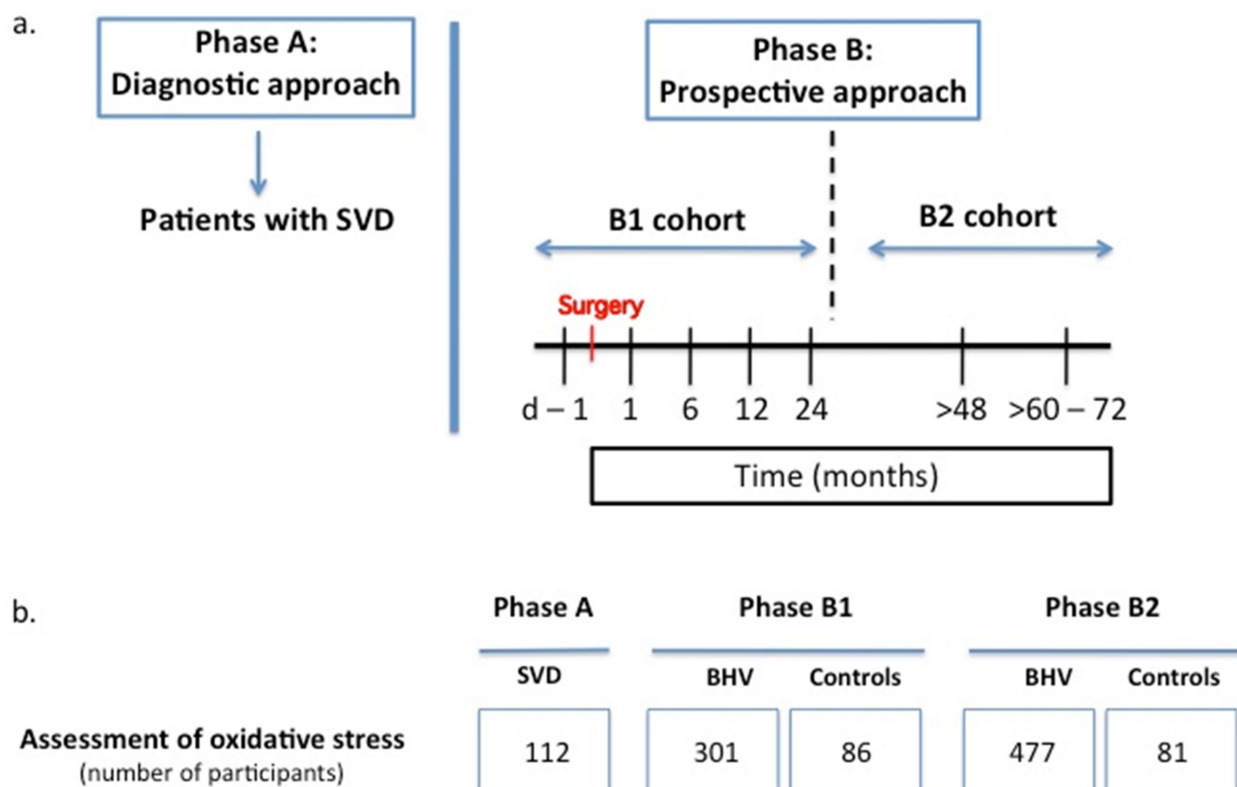 a.
Phase A:
Diagnostic approach
Patients with SVD
Phase B:
Prospective approach
B1 cohort
B2 cohort
Surgery
d – 1 1 6 12 24 >48 >60 – 72
Time (months)
b.
Phase A Phase B1 Phase B2
SVD BHV Controls BHV Controls
Assessment of oxidative stress
(number of participants)
112 301 86 477 81